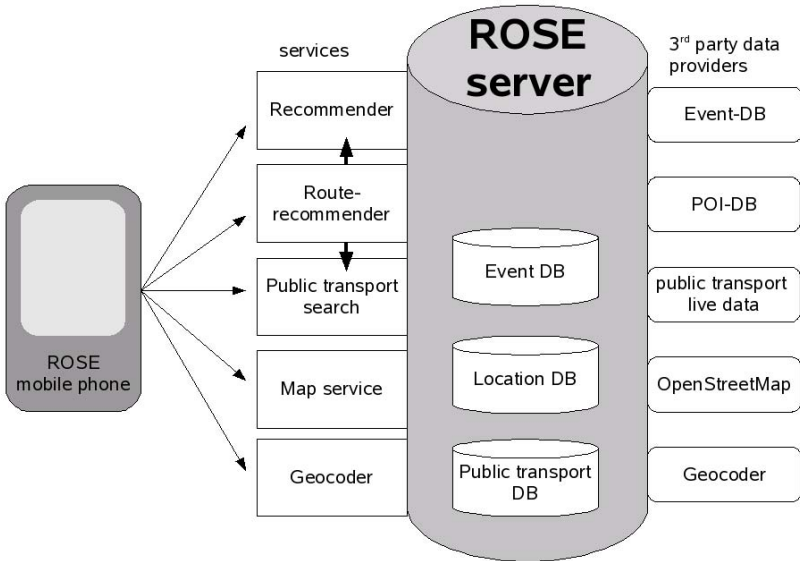 services
ROSE
server
3rd party data
providers
Recommender
Route-
recommender
Public transport
search
Map service
Geocoder
ROSE
mobile phone
Event DB
Location DB
Public transport
DB
Event-DB
POI-DB
public transport
live data
OpenStreetMap
Geocoder